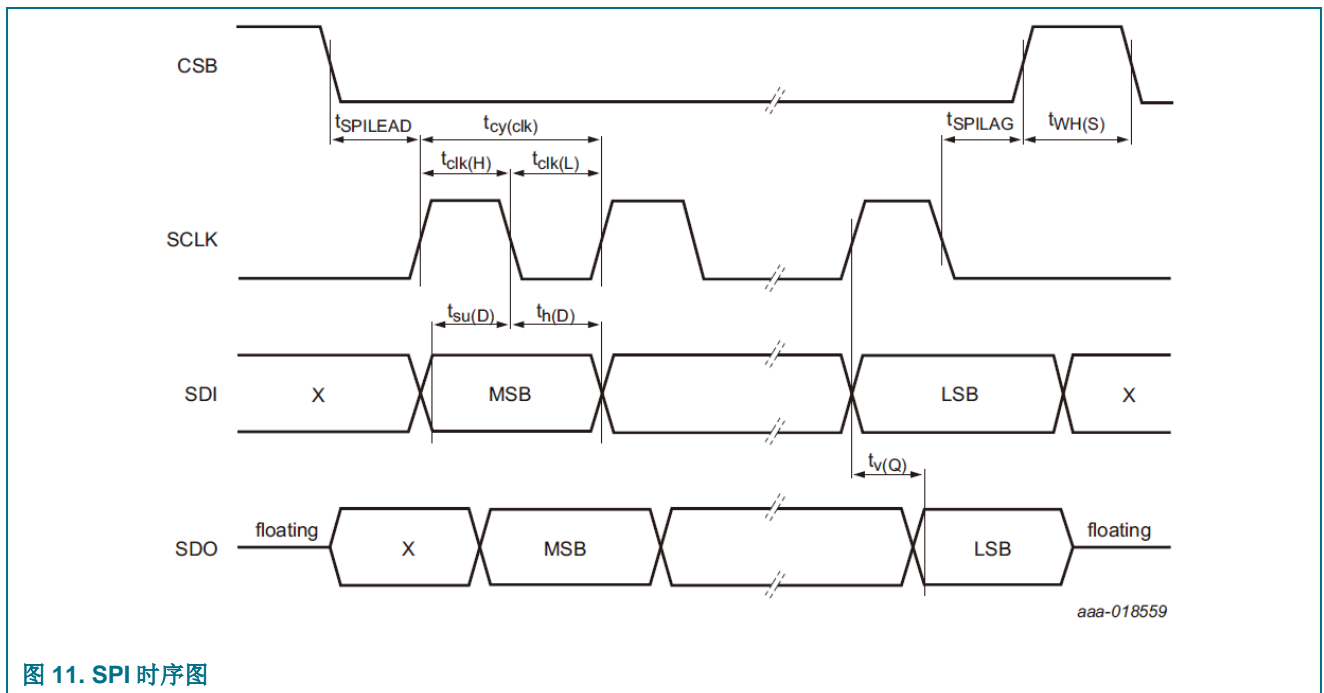 CSB
tSPILEAD
tcy(clk)
tSPILAG
tWH(S)
tclk(H)
tclk(L)
SCLK
tsu(D)
th(D)
SDI
X
MSB
LSB
X
tv(Q)
SDO
floating
X
MSB
LSB
floating
aaa-018559
图 11. SPI 时序图